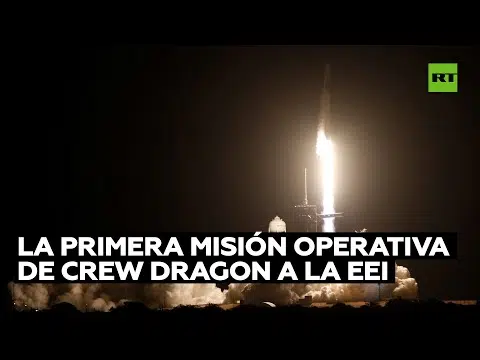 RT
LA PRIMERA MISIÓN OPERATIVA
DE CREW DRAGON A LA EEI